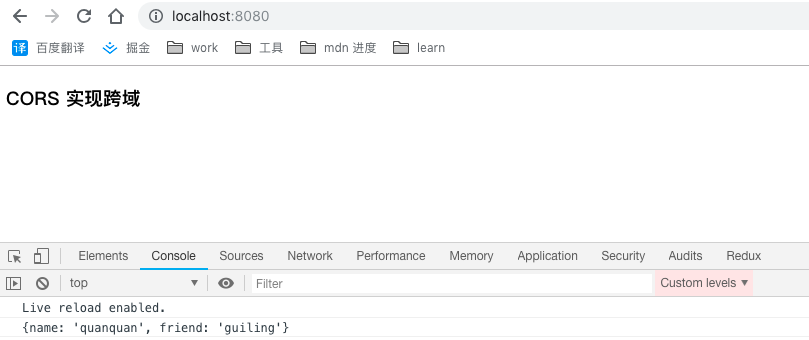 localhost:8080
译 百度翻译 掘金 work 工具 mdn 进度 learn
CORS 实现跨域
Elements Console Sources Network Performance Memory Application Security Audits Redux
top Filter Custom levels
Live reload enabled.
{name: 'quanquan', friend: 'guiling'}